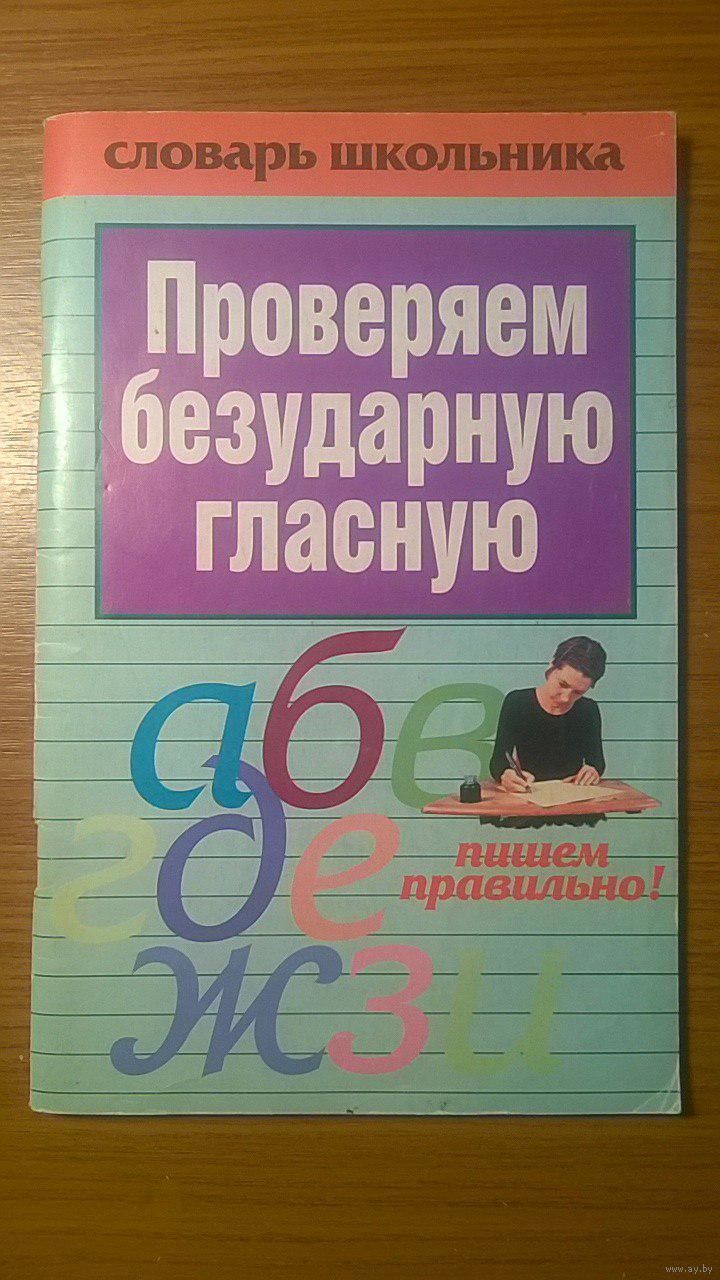 словарь школьника
Проверяем
безударную
гласную
абв
где
пишем
правильно!
жзи
www.ay.by